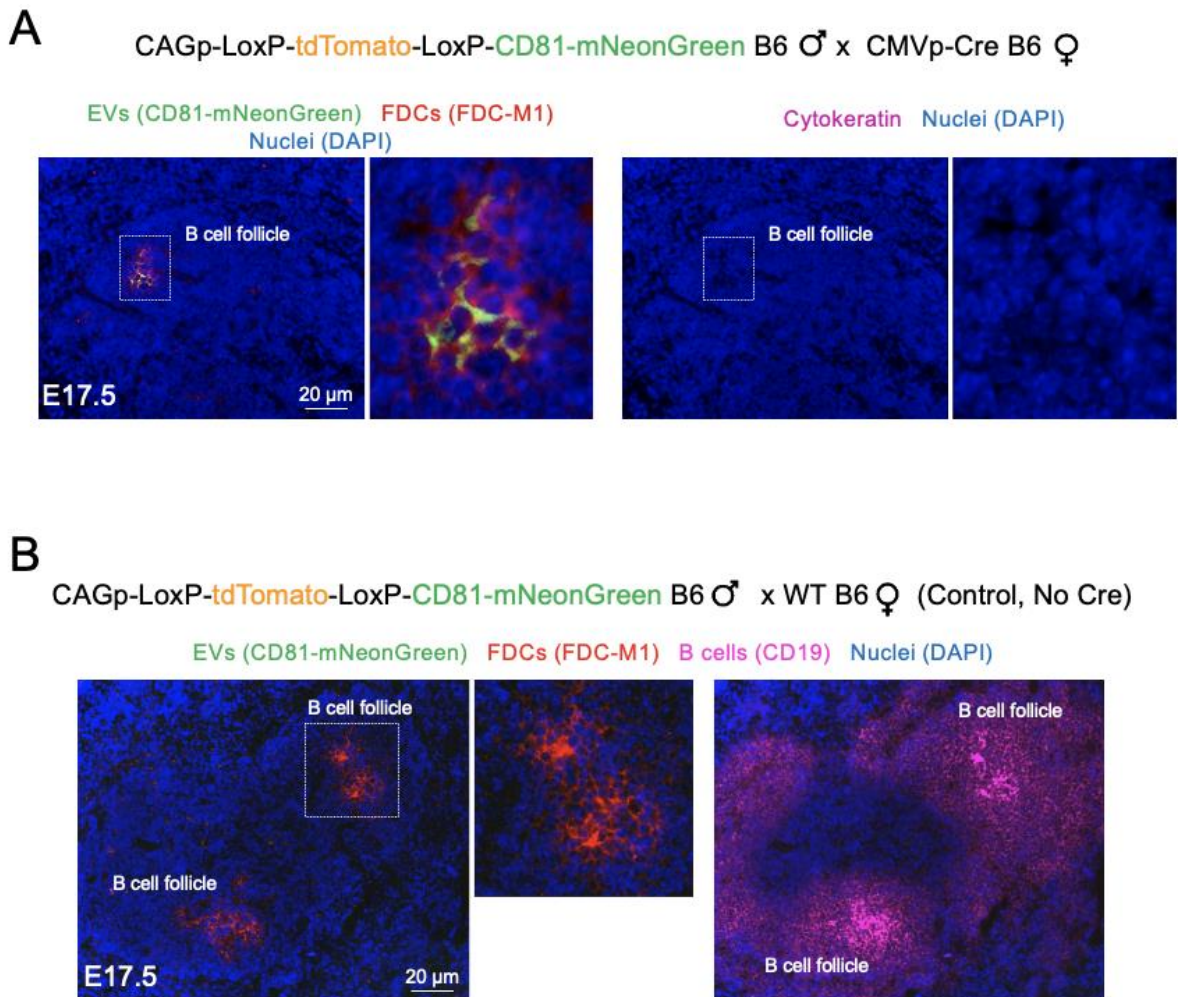 A
CAGp-LoxP-tdTomato-LoxP-CD81-mNeonGreen B6 ♂ x CMVp-Cre B6 ♀
EVs (CD81-mNeonGreen) FDCs (FDC-M1)
Nuclei (DAPI)
Cytokeratin Nuclei (DAPI)
B cell follicle
B cell follicle
E17.5
20 µm
B
CAGp-LoxP-tdTomato-LoxP-CD81-mNeonGreen B6 ♂ x WT B6 ♀ (Control, No Cre)
EVs (CD81-mNeonGreen) FDCs (FDC-M1) B cells (CD19) Nuclei (DAPI)
B cell follicle
B cell follicle
B cell follicle
E17.5
20 µm
B cell follicle